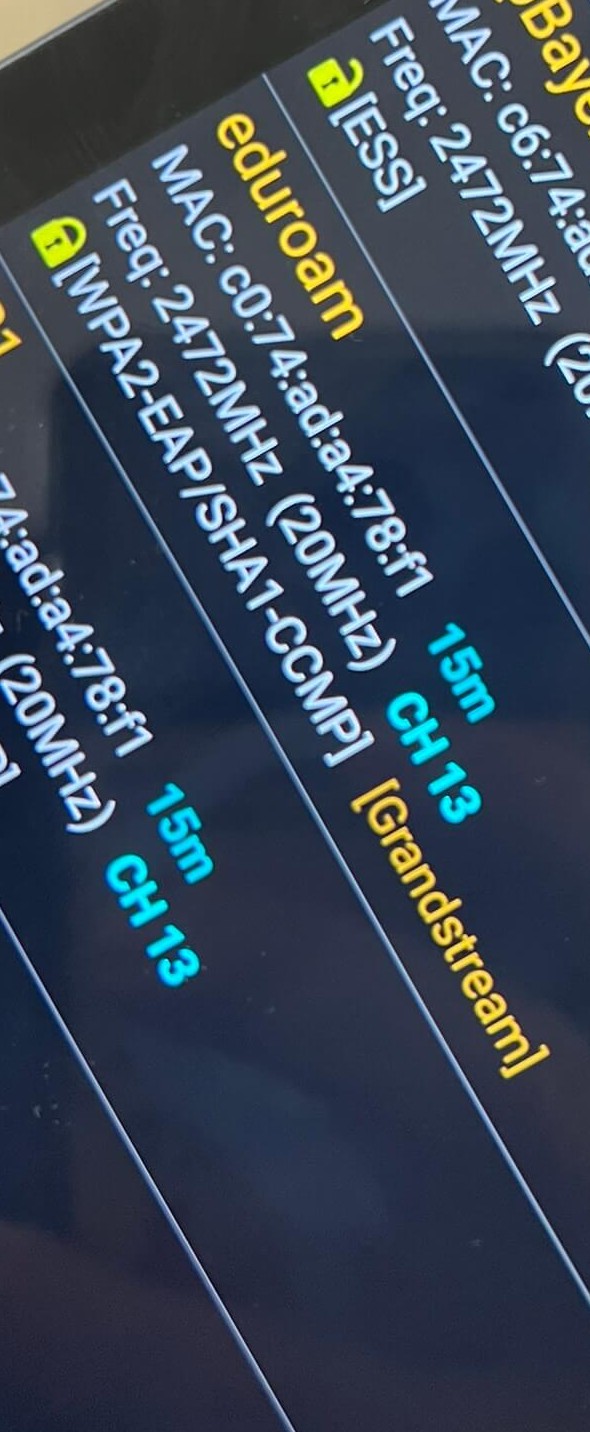 MAC: c6:74:
Freq: 2472MHz
[ESS]
eduroam
MAC: c0:74:ad:a4:78:f1 15m
Freq: 2472MHz (20MHz) CH 13
[WPA2-EAP/SHA1-CCMP] [Grandstream]
74:ad:a4:78:f1 15m
(20MHz) CH 13